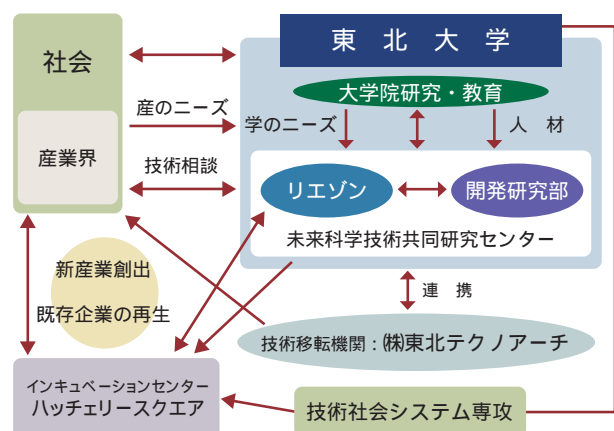 東北大学
社会
大学院研究・教育
産のニーズ
学のニーズ
人材
産業界
技術相談
リエゾン
開発研究部
未来科学技術共同研究センター
新産業創出
既存企業の再生
連携
技術移転機関：㈱東北テクノアーチ
インキュベーションセンター
ハッチェリースクエア
技術社会システム専攻